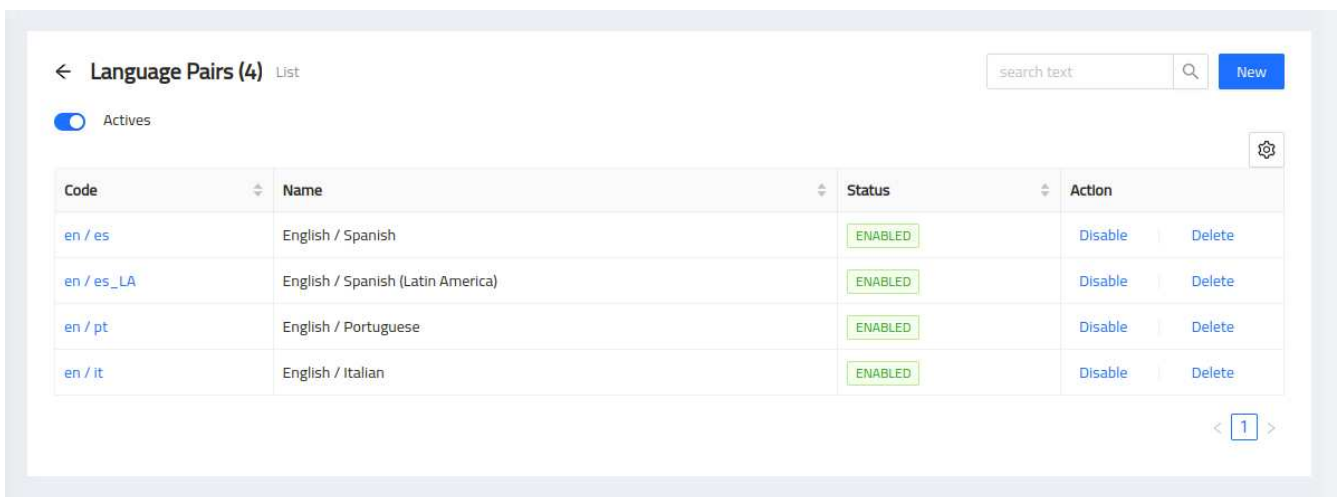 Language Pairs (4) List search text New
Actives
Code Name Status Action
en / es English / Spanish ENABLED Disable Delete
en / es_LA English / Spanish (Latin America) ENABLED Disable Delete
en / pt English / Portuguese ENABLED Disable Delete
en / it English / Italian ENABLED Disable Delete
< 1 >